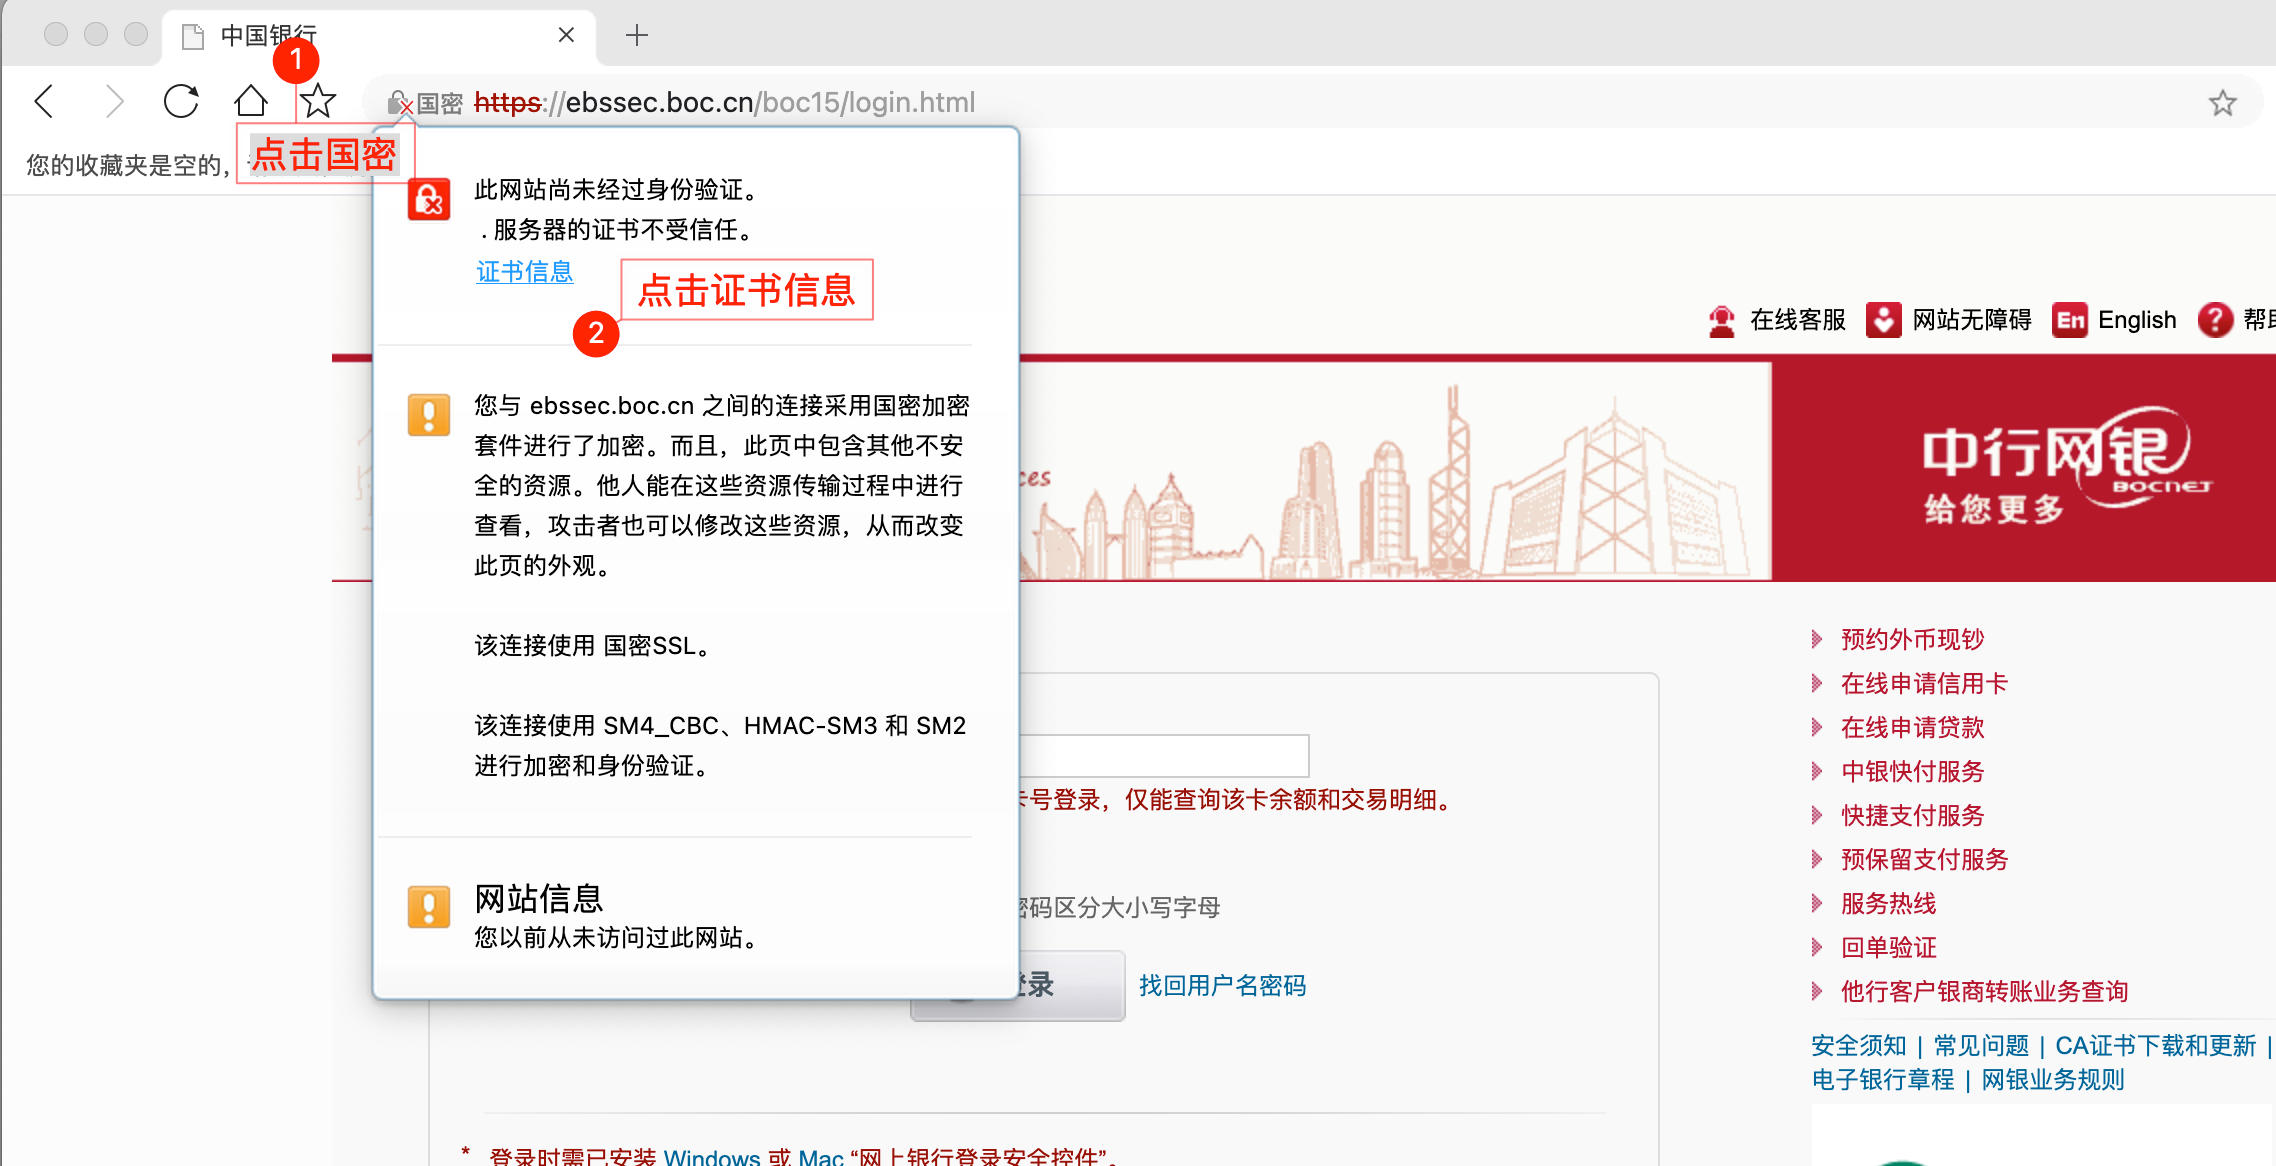 中国银行
1
国密 https://ebssec.boc.cn/boc15/login.html
点击国密
您的收藏夹是空的，
此网站尚未经过身份验证。
. 服务器的证书不受信任。
证书信息
点击证书信息
2
在线客服 网站无障碍 En English ? 帮助
您与 ebssec.boc.cn 之间的连接采用国密加密
套件进行了加密。而且，此页中包含其他不安
全的资源。他人能在这些资源传输过程中进行
查看，攻击者也可以修改这些资源，从而改变
此页的外观。
该连接使用 国密SSL。
该连接使用 SM4_CBC、HMAC-SM3 和 SM2
进行加密和身份验证。
网站信息
您以前从未访问过此网站。
ces
中行网银
BOCNET
给您更多
卡号登录，仅能查询该卡余额和交易明细。
密码区分大小写字母
登录 找回用户名密码
* 登录时需已安装 Windows 或 Mac “网上银行登录安全控件”。
预约外币现钞
在线申请信用卡
在线申请贷款
中银快付服务
快捷支付服务
预保留支付服务
服务热线
回单验证
他行客户银商转账业务查询
安全须知 | 常见问题 | CA证书下载和更新 |
电子银行章程 | 网银业务规则